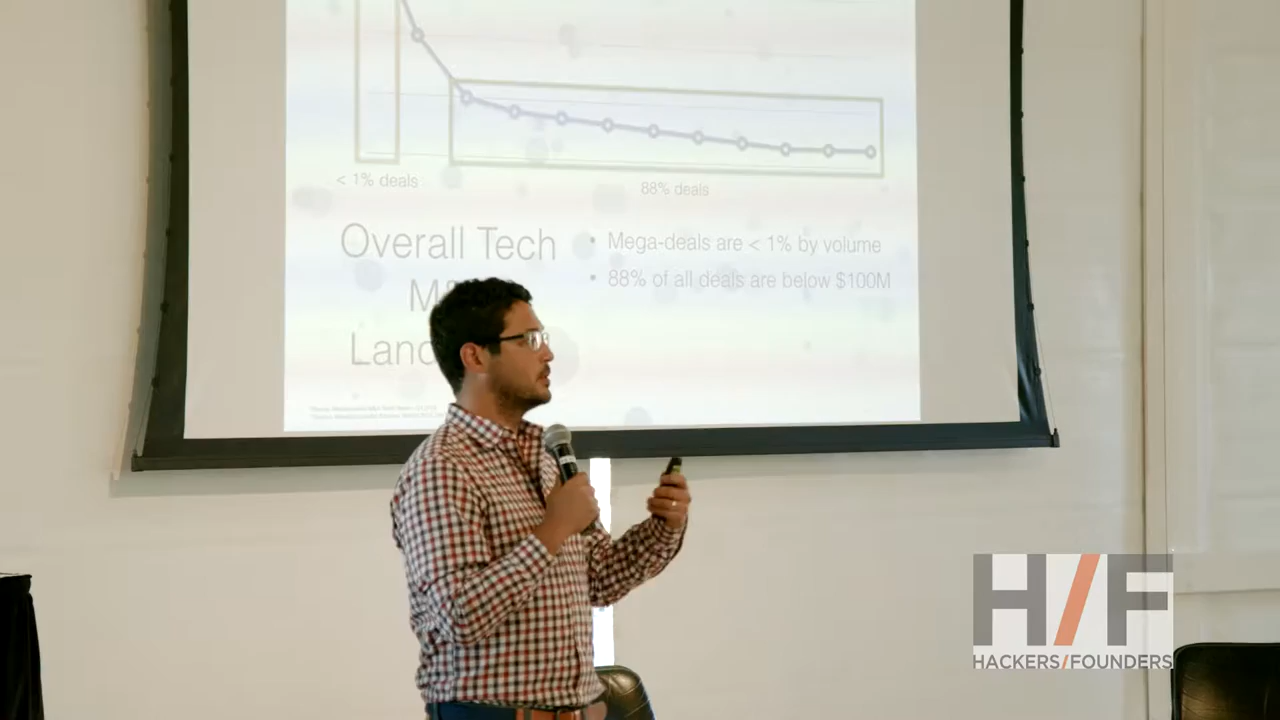 < 1% deals
88% deals
Overall Tech
• Mega-deals are < 1% by volume
• 88% of all deals are below $100M
H/F
HACKERS/FOUNDERS